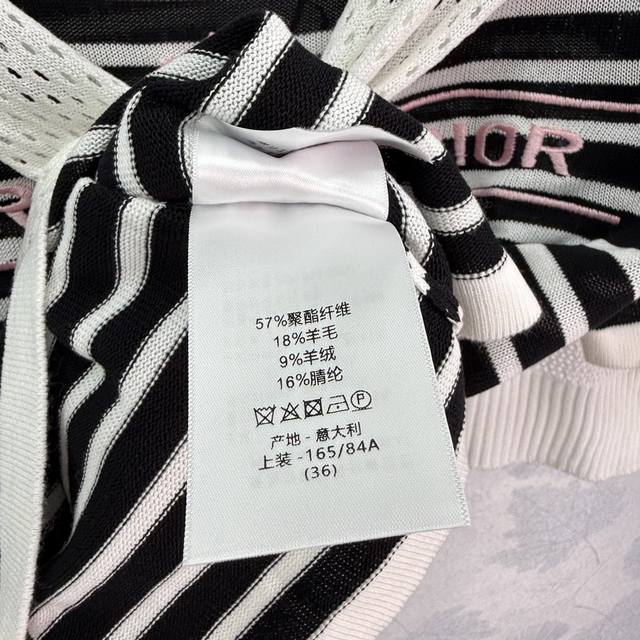 DIOR
R
57%聚酯纤维
18%羊毛
9%羊绒
16%腈纶
P
产地 - 意大利
上装 -165/84A
(36)